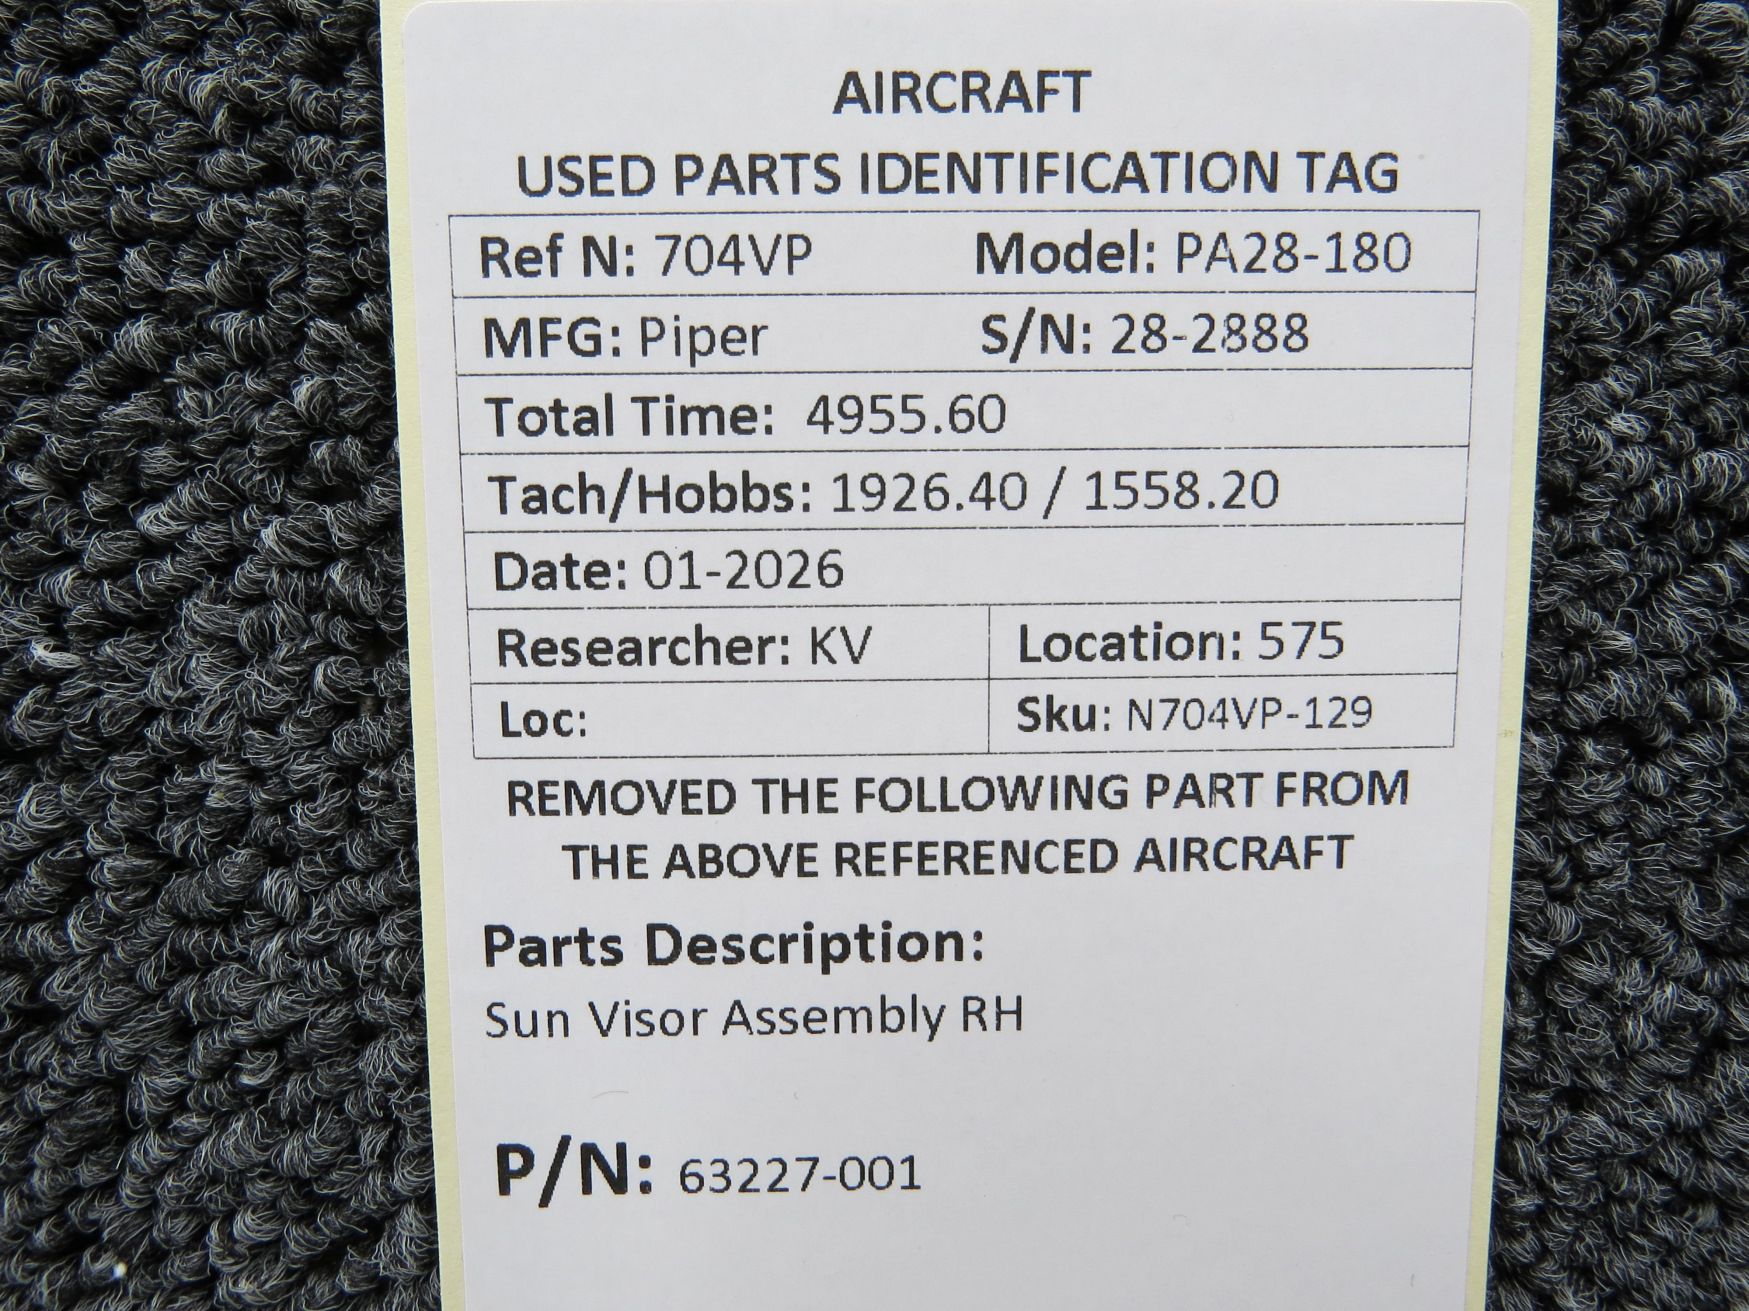 AIRCRAFT
USED PARTS IDENTIFICATION TAG
Ref N: 704VP Model: PA28-180
MFG: Piper S/N: 28-2888
Total Time: 4955.60
Tach/Hobbs: 1926.40 / 1558.20
Date: 01-2026
Researcher: KV Location: 575
Loc: Sku: N704VP-129
REMOVED THE FOLLOWING PART FROM
THE ABOVE REFERENCED AIRCRAFT
Parts Description:
Sun Visor Assembly RH
P/N: 63227-001